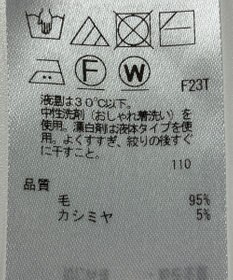 F W
F23T
液温は30℃以下。
中性洗剤(おしゃれ着洗い)を
使用。漂白剤は液体タイプを使
用。よくすすぎ、絞りの後すぐ
に干すこと。
110
品質
毛 95%
カシミヤ 5%